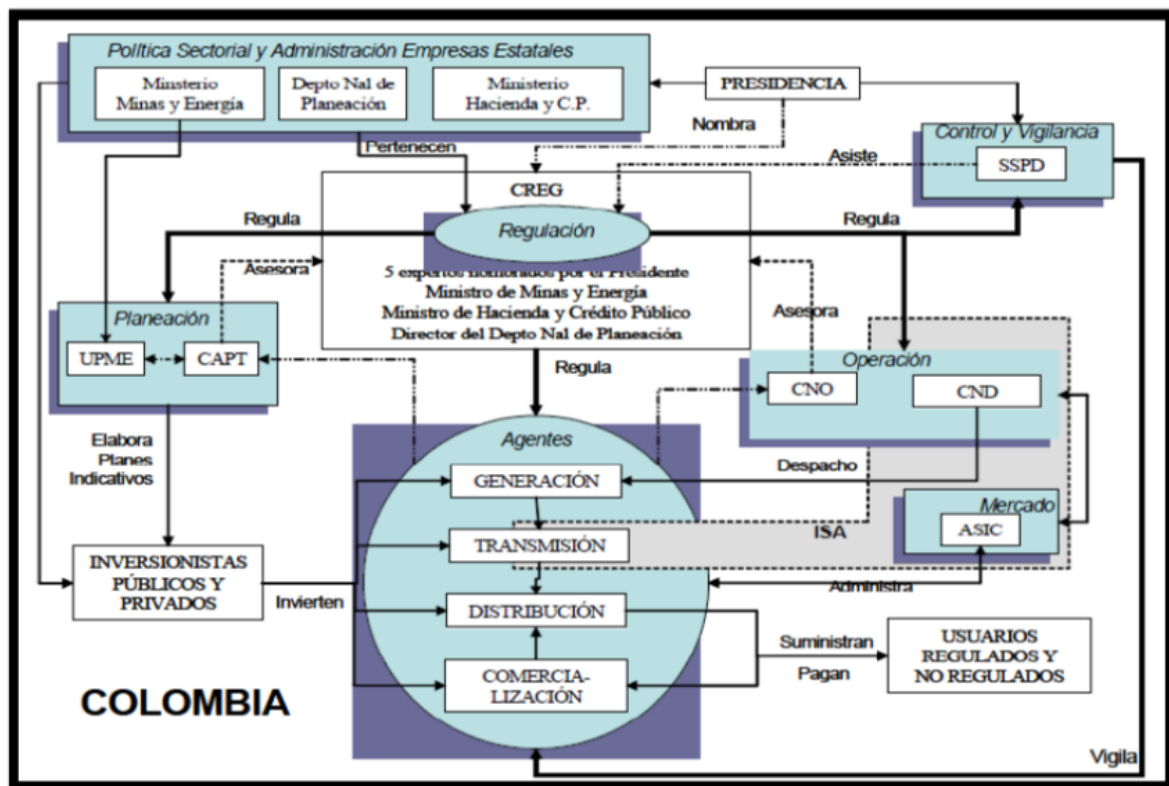 Política Sectorial y Administración Empresas Estatales
Minsterio
Minas y Energía
Depto Nal de
Planeación
Ministerio
Hacienda y C.P.
PRESIDENCIA
Nombra
Control y Vigilancia
SSPD
Pertenecen
Asiste
CREG
Regula
Regulación
Regula
Asesora
5 expertos nombrados por el Presidente
Ministro de Minas y Energía
Ministro de Hacienda y Crédito Público
Director del Depto Nal de Planeación
Asesora
Planeación
UPME
CAPT
Regula
Operación
CNO
CND
Elabora
Planes
Indicativos
Agentes
GENERACIÓN
Despacho
Mercado
ASIC
ISA
TRANSMISIÓN
INVERSIONISTAS
PÚBLICOS Y
PRIVADOS
Invierten
Administra
DISTRIBUCIÓN
Suministran
Pagan
USUARIOS
REGULADOS Y
NO REGULADOS
COMERCIA-
LIZACIÓN
COLOMBIA
Vigila